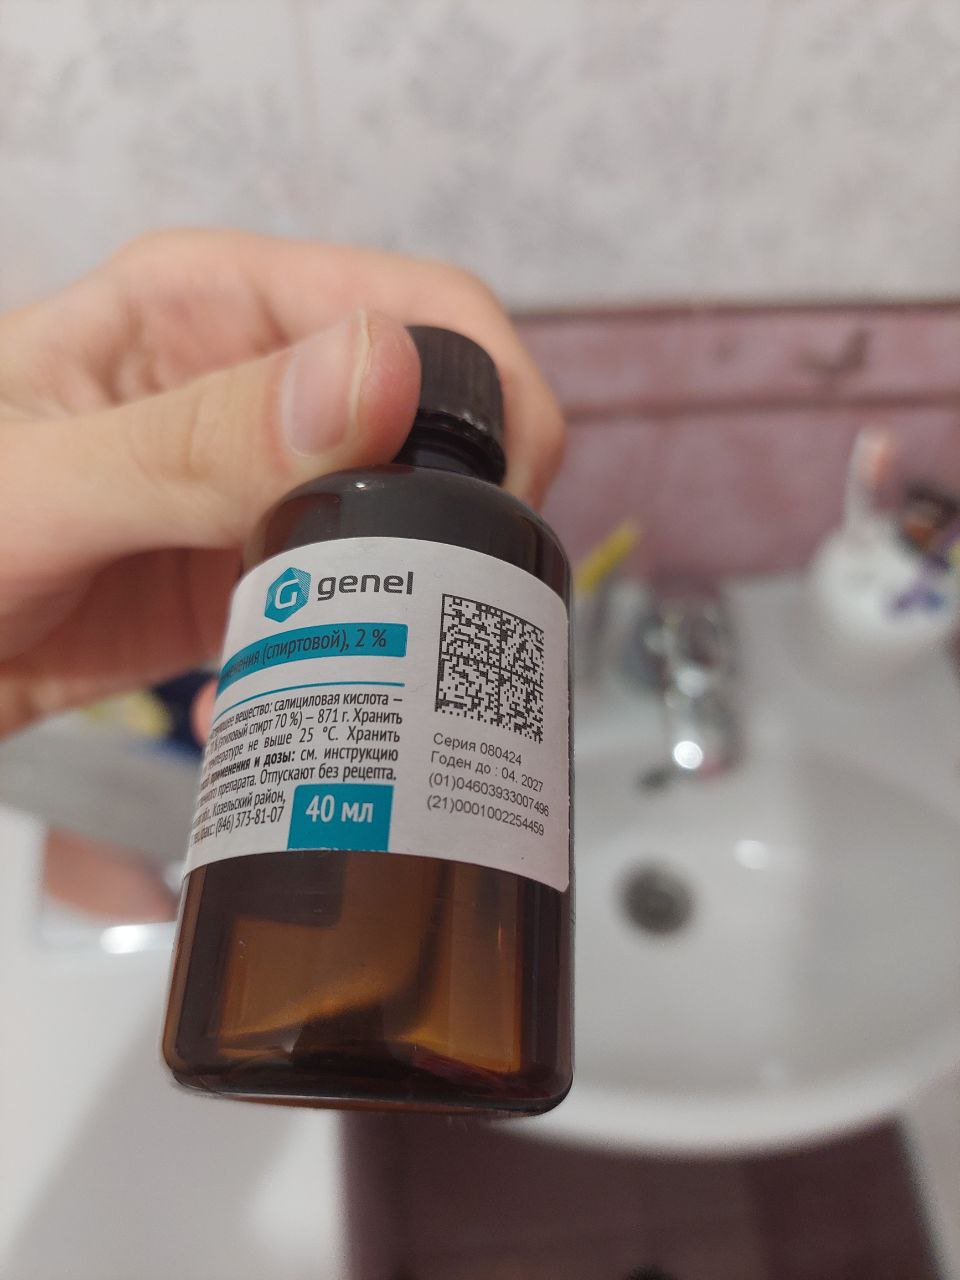 G genel
(спиртовой), 2 %
вещество: салициловая кислота –
(этиловый спирт 70 %) – 871 г. Хранить
температуре не выше 25 °С. Хранить
применения и дозы: см. инструкцию
препарата. Отпускают без рецепта.
Козельский район,
(846) 373-81-07
40 мл
Серия 080424
Годен до : 04. 2027
(01)04603933007496
(21)0001002254459